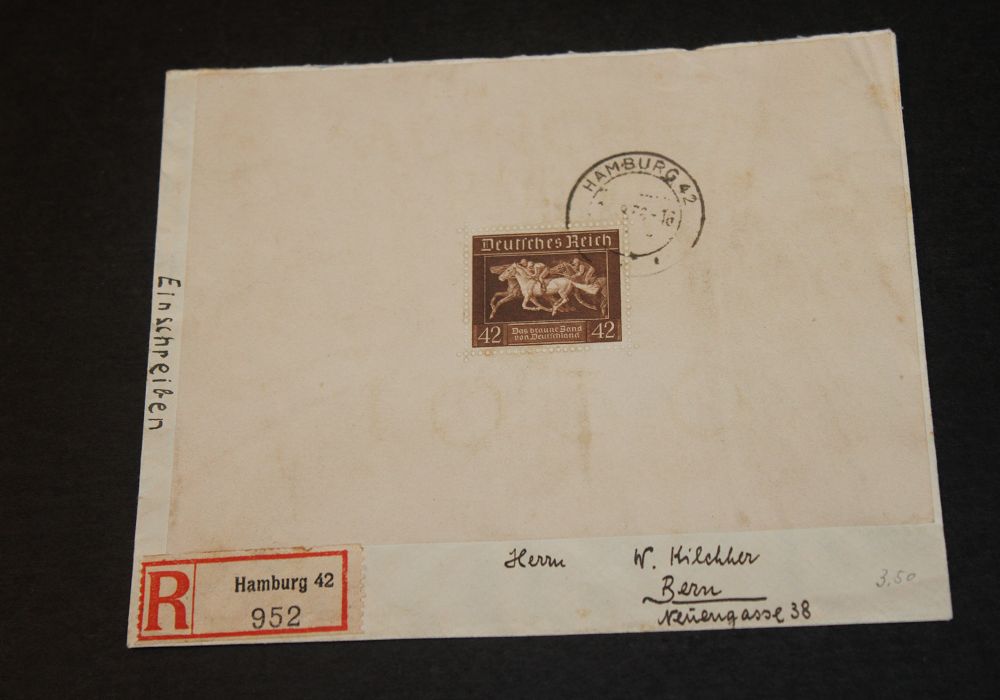 HAMBURG 42
Deutsches Reich
42 Das braune Band von Deutschland 42
Einschreiben
R Hamburg 42
952
Herrn W. Kilchher
Bern
Neuengasse 38
3.50